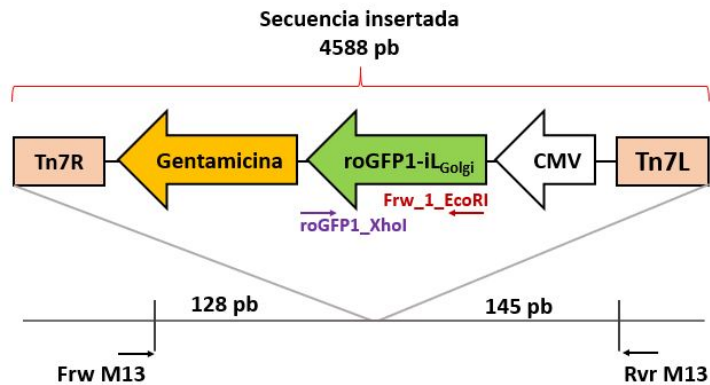 Secuencia insertada
4588 pb
Tn7R
Gentamicina
roGFP1-iLGolgi
CMV
Tn7L
Frw_1_EcoRI
roGFP1_XhoI
128 pb
145 pb
Frw M13
Rvr M13